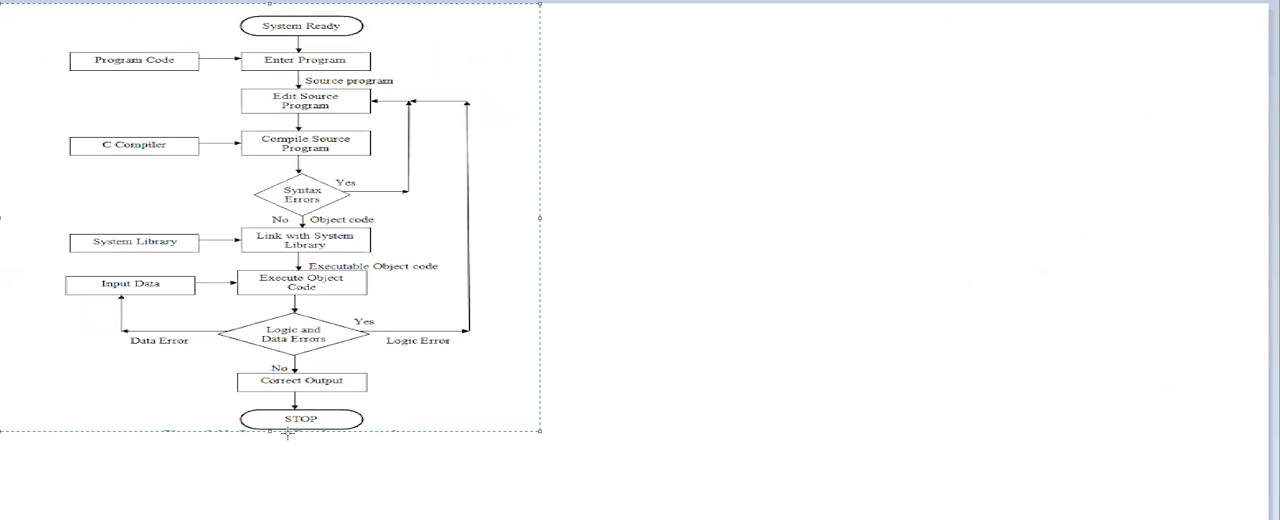 System Ready
Program Code
Enter Program
Source program
Edit Source
Program
C Compiler
Compile Source
Program
Yes
Syntax
Errors
No
Object code
System Library
Link with System
Library
Executable Object code
Input Data
Execute Object
Code
Yes
Logic and
Data Errors
Data Error
Logic Error
No
Correct Output
STOP